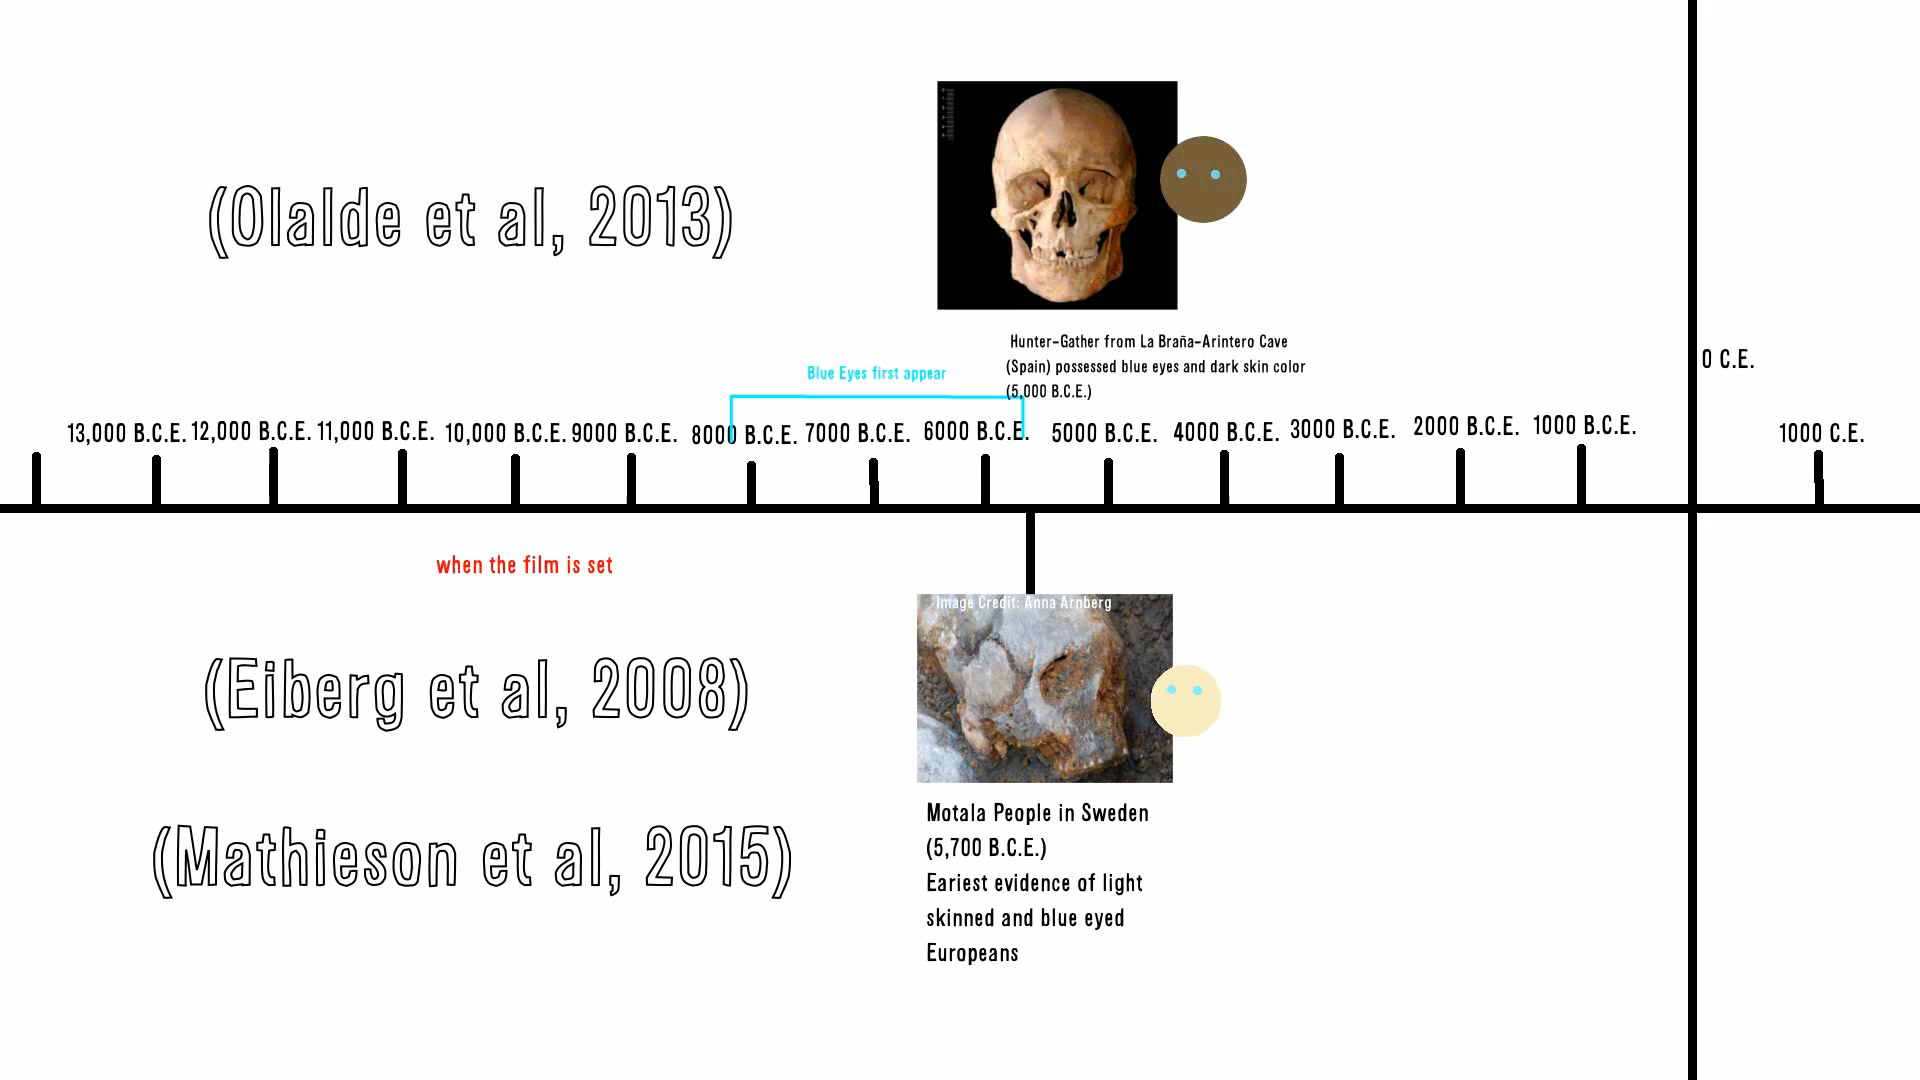 (Olalde et al, 2013)
Hunter-Gather from La Braña-Arintero Cave
(Spain) possessed blue eyes and dark skin color
(5,000 B.C.E.)
Blue Eyes first appear
0 C.E.
13,000 B.C.E. 12,000 B.C.E. 11,000 B.C.E. 10,000 B.C.E. 9000 B.C.E. 8000 B.C.E. 7000 B.C.E. 6000 B.C.E. 5000 B.C.E. 4000 B.C.E. 3000 B.C.E. 2000 B.C.E. 1000 B.C.E. 1000 C.E.
when the film is set
(Eiberg et al, 2008)
(Mathieson et al, 2015)
Image Credit: Anna Arnberg
Motala People in Sweden
(5,700 B.C.E.)
Eariest evidence of light
skinned and blue eyed
Europeans